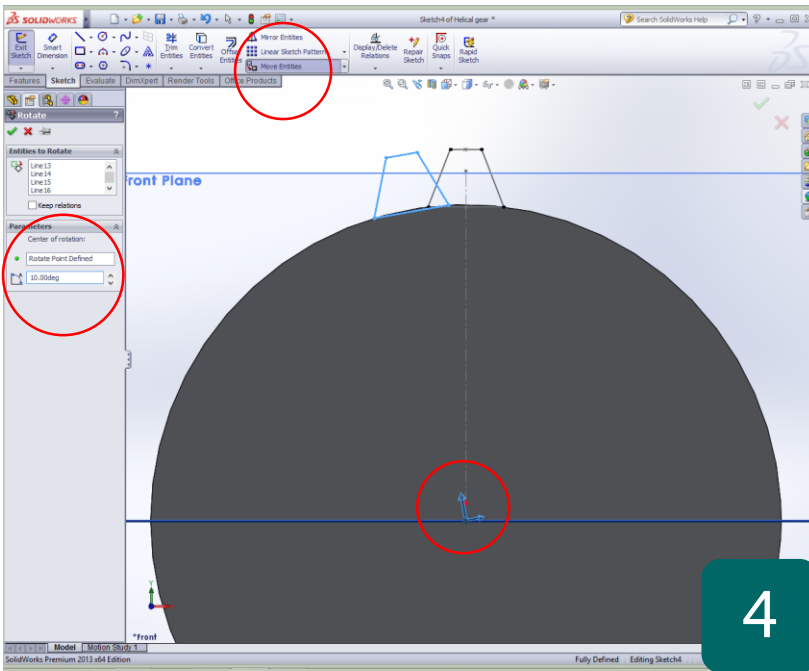 SOLIDWORKS
Sketch4 of Helical gear *
Search SolidWorks Help
Exit Sketch
Smart Dimension
Trim Entities
Convert Entities
Offset Entities
Mirror Entities
Linear Sketch Pattern
Move Entities
Display/Delete Relations
Repair Sketch
Quick Snaps
Rapid Sketch
Features Sketch Evaluate DimXpert Render Tools Office Products
Rotate ?
Entities to Rotate
Line13
Line14
Line15
Line16
Keep relations
Parameters
Center of rotation:
Rotate Point Defined
10.00deg
Front Plane
Y
*Front
4
Model Motion Study 1
SolidWorks Premium 2013 x64 Edition
Fully Defined Editing Sketch4